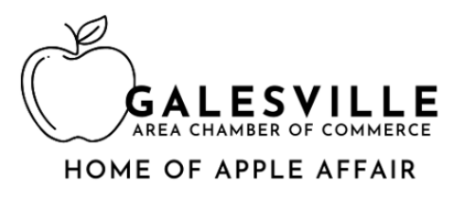 GALESVILLE
AREA CHAMBER OF COMMERCE
HOME OF APPLE AFFAIR